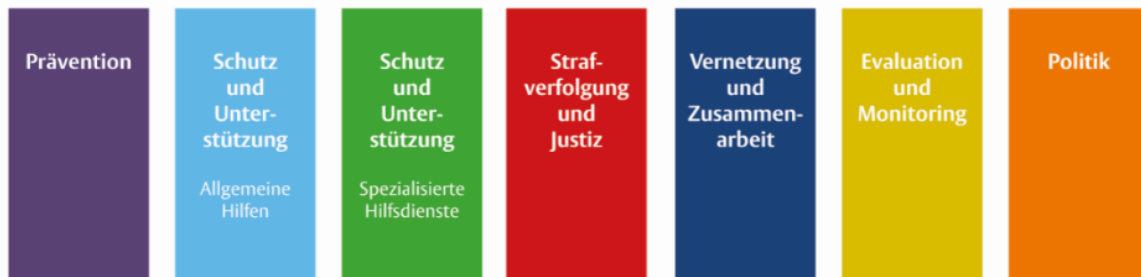 Prävention
Schutz
und
Unter-
stützung
Allgemeine
Hilfen
Schutz
und
Unter-
stützung
Spezialisierte
Hilfsdienste
Straf-
verfolgung
und
Justiz
Vernetzung
und
Zusammen-
arbeit
Evaluation
und
Monitoring
Politik